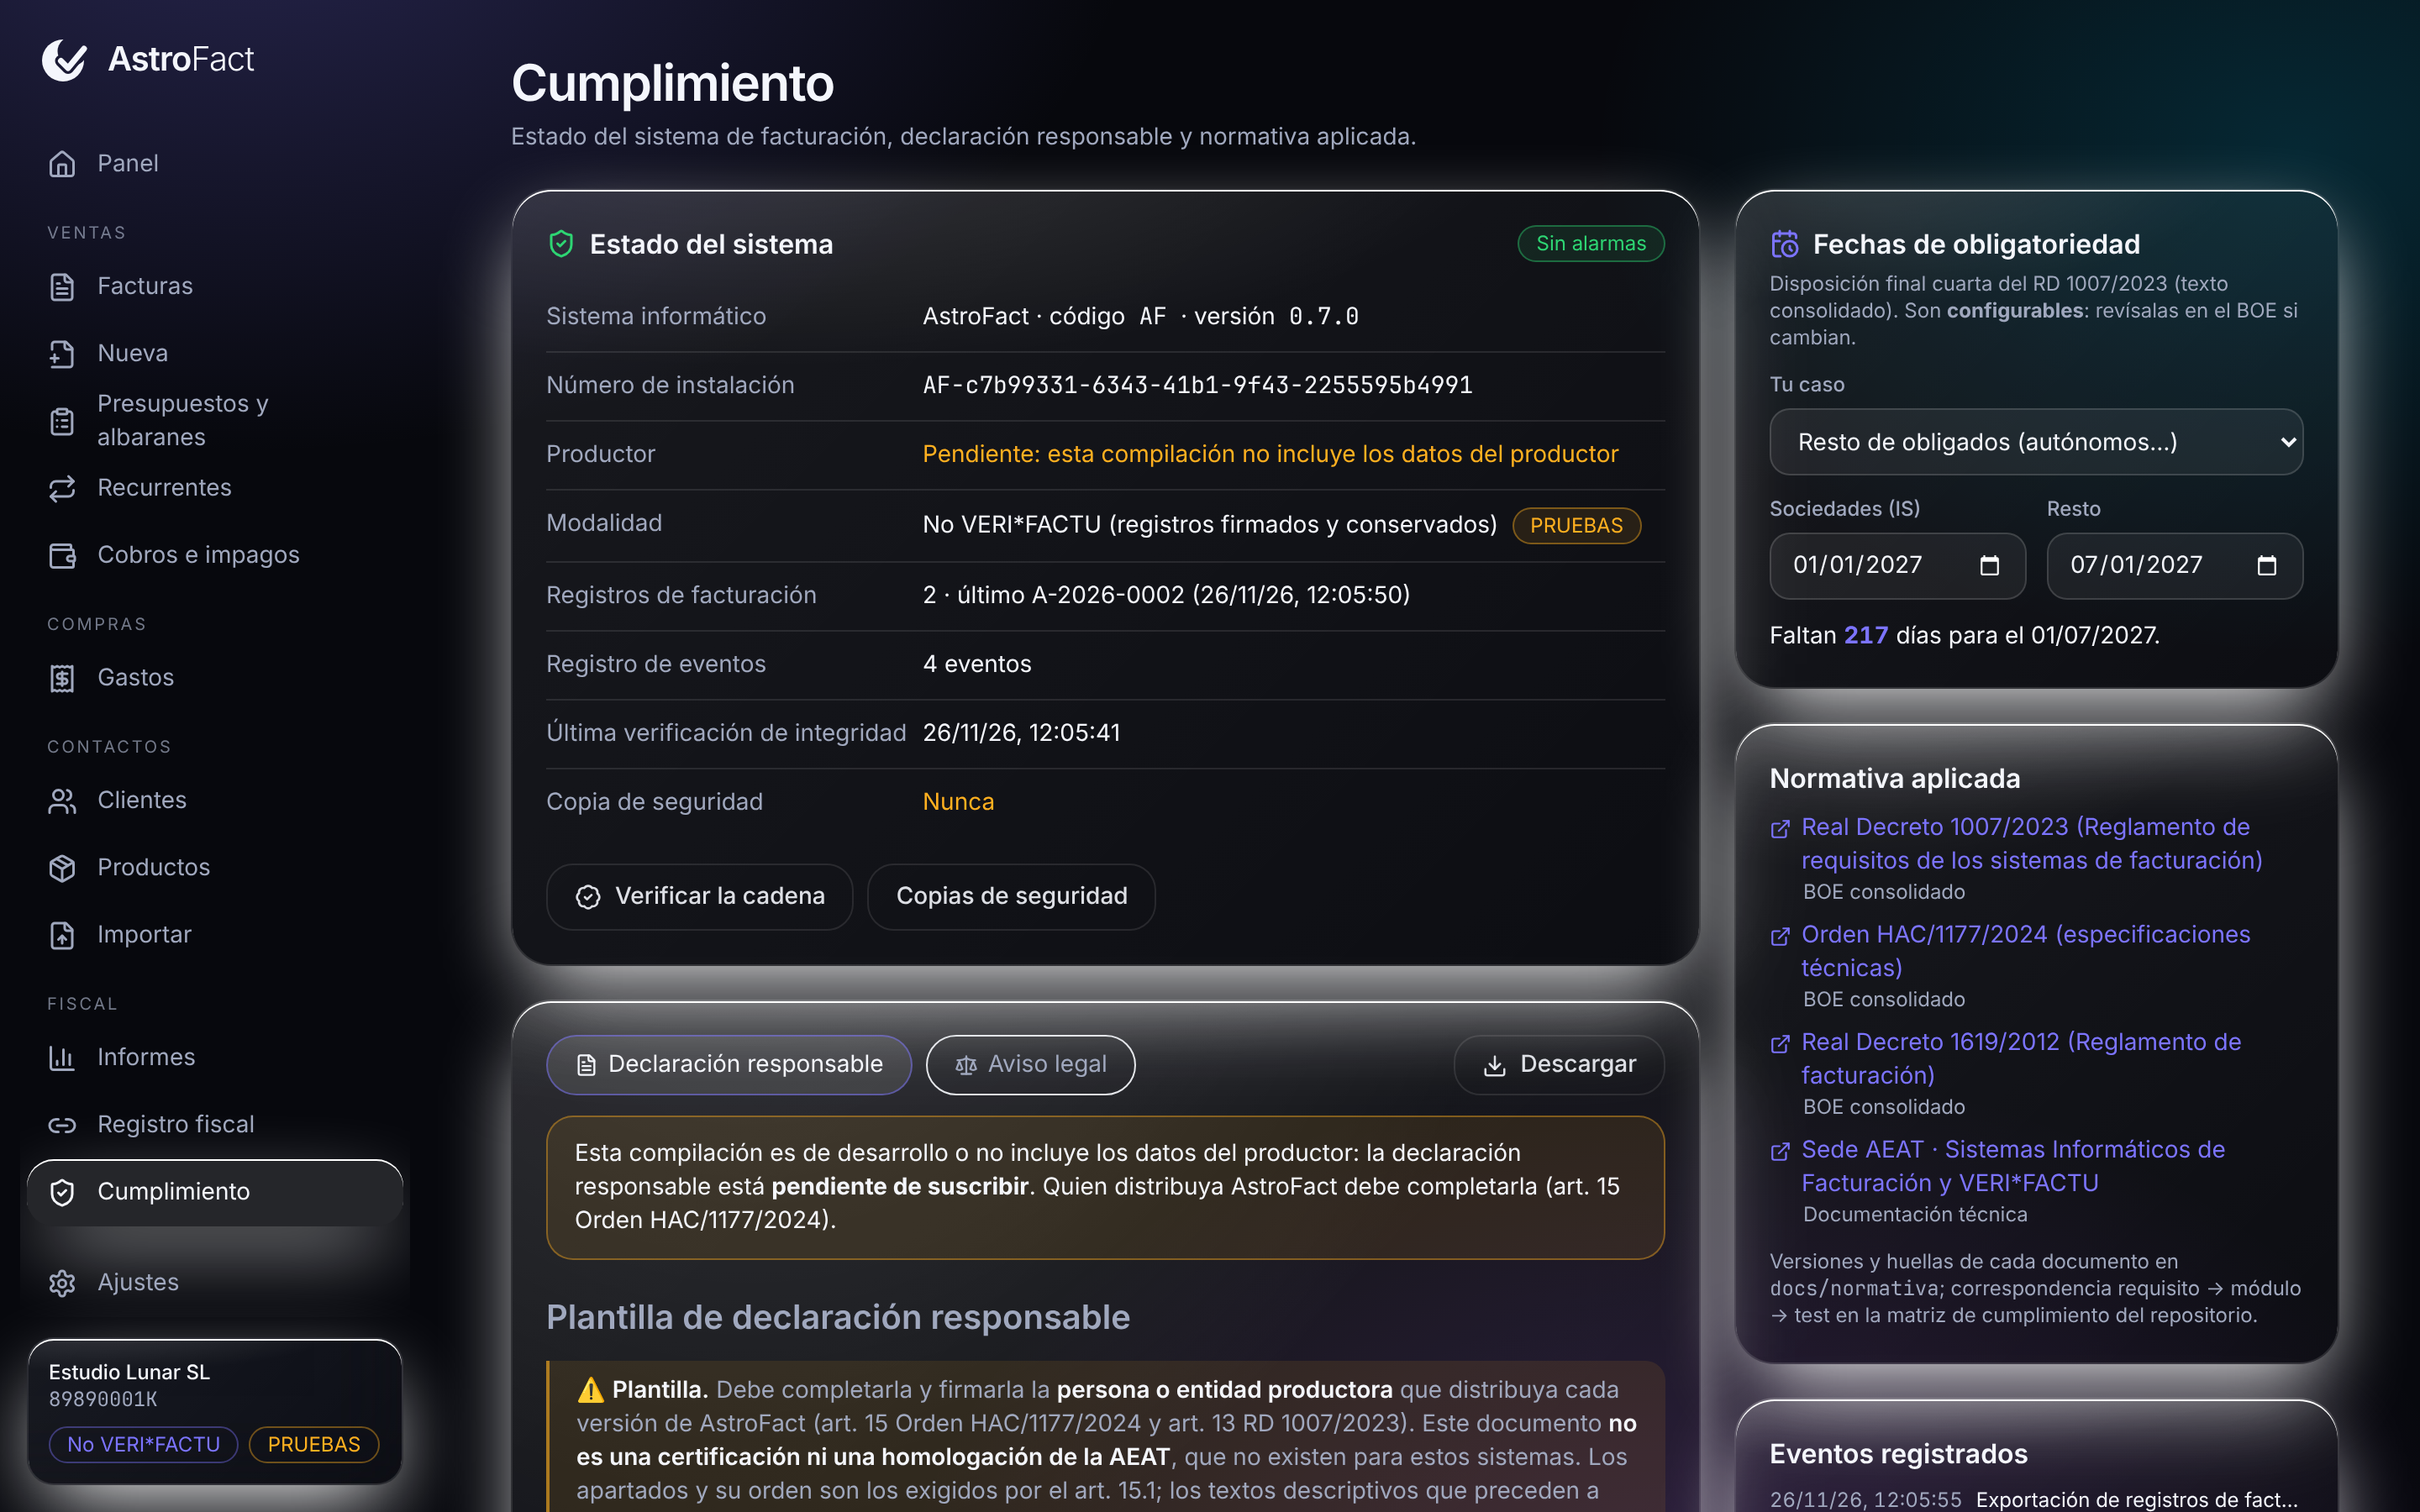 AstroFact
Panel
VENTAS
Facturas
Nueva
Presupuestos y
albaranes
Recurrentes
Cobros e impagos
COMPRAS
Gastos
CONTACTOS
Clientes
Productos
Importar
FISCAL
Informes
Registro fiscal
Cumplimiento
Ajustes
Estudio Lunar SL
89890001K
No VERI*FACTU PRUEBAS
Cumplimiento
Estado del sistema de facturación, declaración responsable y normativa aplicada.
Estado del sistema Sin alarmas
Sistema informático AstroFact · código AF · versión 0.7.0
Número de instalación AF-c7b99331-6343-41b1-9f43-2255595b4991
Productor Pendiente: esta compilación no incluye los datos del productor
Modalidad No VERI*FACTU (registros firmados y conservados) PRUEBAS
Registros de facturación 2 · último A-2026-0002 (26/11/26, 12:05:50)
Registro de eventos 4 eventos
Última verificación de integridad 26/11/26, 12:05:41
Copia de seguridad Nunca
Verificar la cadena Copias de seguridad
Declaración responsable Aviso legal Descargar
Esta compilación es de desarrollo o no incluye los datos del productor: la declaración
responsable está pendiente de suscribir. Quien distribuya AstroFact debe completarla (art. 15
Orden HAC/1177/2024).
Plantilla de declaración responsable
⚠️ Plantilla. Debe completarla y firmarla la persona o entidad productora que distribuya cada
versión de AstroFact (art. 15 Orden HAC/1177/2024 y art. 13 RD 1007/2023). Este documento no
es una certificación ni una homologación de la AEAT, que no existen para estos sistemas. Los
apartados y su orden son los exigidos por el art. 15.1; los textos descriptivos que preceden a
Fechas de obligatoriedad
Disposición final cuarta del RD 1007/2023 (texto
consolidado). Son configurables: revísalas en el BOE si
cambian.
Tu caso
Resto de obligados (autónomos...)
Sociedades (IS) Resto
01/01/2027 07/01/2027
Faltan 217 días para el 01/07/2027.
Normativa aplicada
Real Decreto 1007/2023 (Reglamento de
requisitos de los sistemas de facturación)
BOE consolidado
Orden HAC/1177/2024 (especificaciones
técnicas)
BOE consolidado
Real Decreto 1619/2012 (Reglamento de
facturación)
BOE consolidado
Sede AEAT · Sistemas Informáticos de
Facturación y VERI*FACTU
Documentación técnica
Versiones y huellas de cada documento en
docs/normativa; correspondencia requisito → módulo
→ test en la matriz de cumplimiento del repositorio.
Eventos registrados
26/11/26, 12:05:55 Exportación de registros de fact...